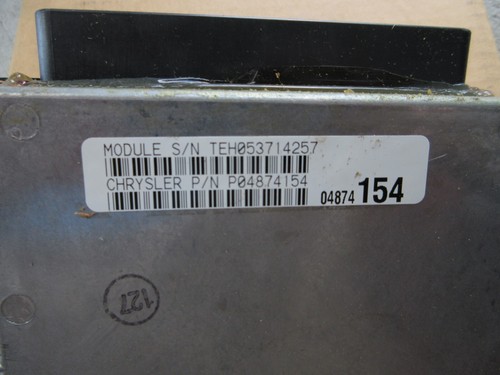 MODULE S/N TEH053714257
CHRYSLER P/N P04874154
04874 154
127